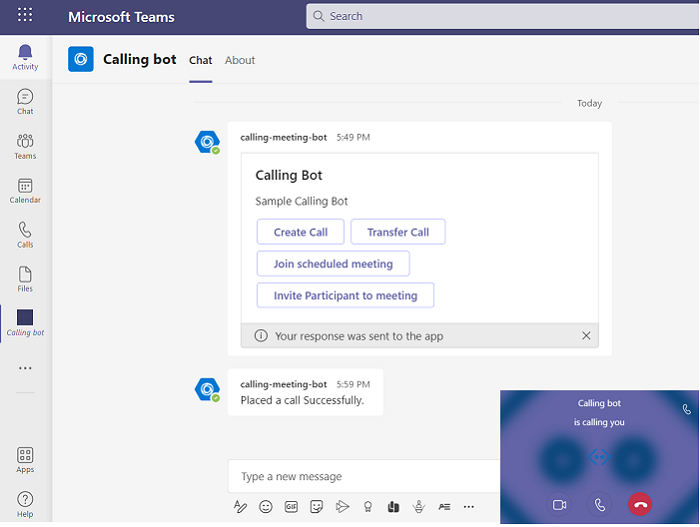 Microsoft Teams
Search
Activity
Chat
Teams
Calendar
Calls
Files
Calling bot
Apps
Help
Calling bot
Chat
About
Today
calling-meeting-bot 5:49 PM
Calling Bot
Sample Calling Bot
Create Call
Transfer Call
Join scheduled meeting
Invite Participant to meeting
Your response was sent to the app
calling-meeting-bot 5:59 PM
Placed a call Successfully.
Type a new message
GIF
Calling bot
is calling you